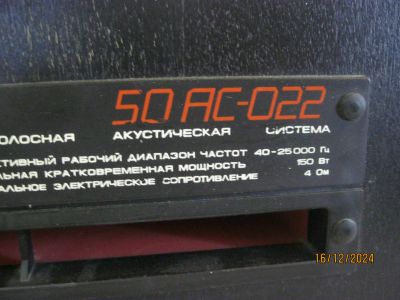 50 АС-022
ОЛОСНАЯ АКУСТИЧЕСКАЯ СИСТЕМА
КТИВНЫЙ РАБОЧИЙ ДИАПАЗОН ЧАСТОТ 40-25000 Гц
ЛЬНАЯ КРАТКОВРЕМЕННАЯ МОЩНОСТЬ 150 Вт
АЛЬНОЕ ЭЛЕКТРИЧЕСКОЕ СОПРОТИВЛЕНИЕ 4 Ом
16/12/2024